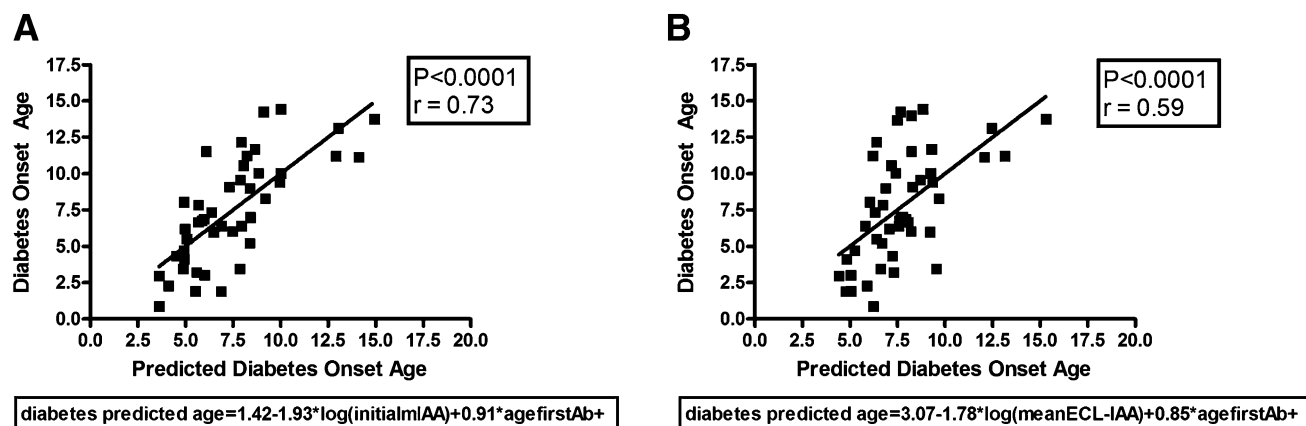 A
B
17.5
15.0
12.5
10.0
7.5
5.0
2.5
0.0
Diabetes Onset Age
P<0.0001
r = 0.73
0.0 2.5 5.0 7.5 10.0 12.5 15.0 17.5 20.0
Predicted Diabetes Onset Age
diabetes predicted age=1.42-1.93*log(initialmIAA)+0.91*agefirstAb+
17.5
15.0
12.5
10.0
7.5
5.0
2.5
0.0
Diabetes Onset Age
P<0.0001
r = 0.59
0.0 2.5 5.0 7.5 10.0 12.5 15.0 17.5 20.0
Predicted Diabetes Onset Age
diabetes predicted age=3.07-1.78*log(meanECL-IAA)+0.85*agefirstAb+